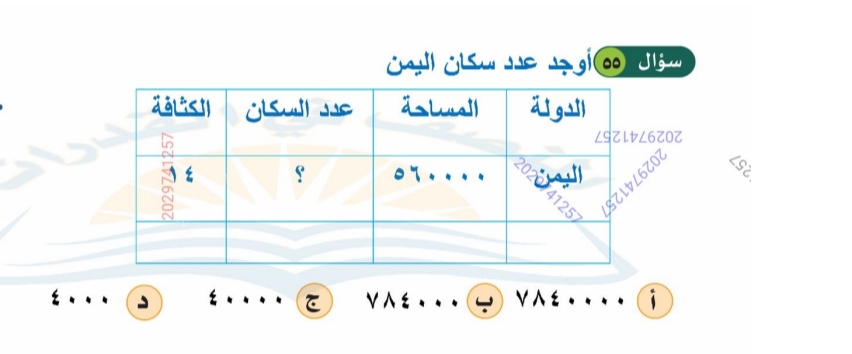 سؤال ٥٥ أوجد عدد سكان اليمن
الدولة المساحة عدد السكان الكثافة
اليمن ٥٦٠٠٠٠ ؟ ١٤
أ ٧٨٤٠٠٠٠ ب ٧٨٤٠٠٠ ج ٤٠٠٠٠ د ٤٠٠٠
2029741257
2029741257
2029741257
2029741257
257